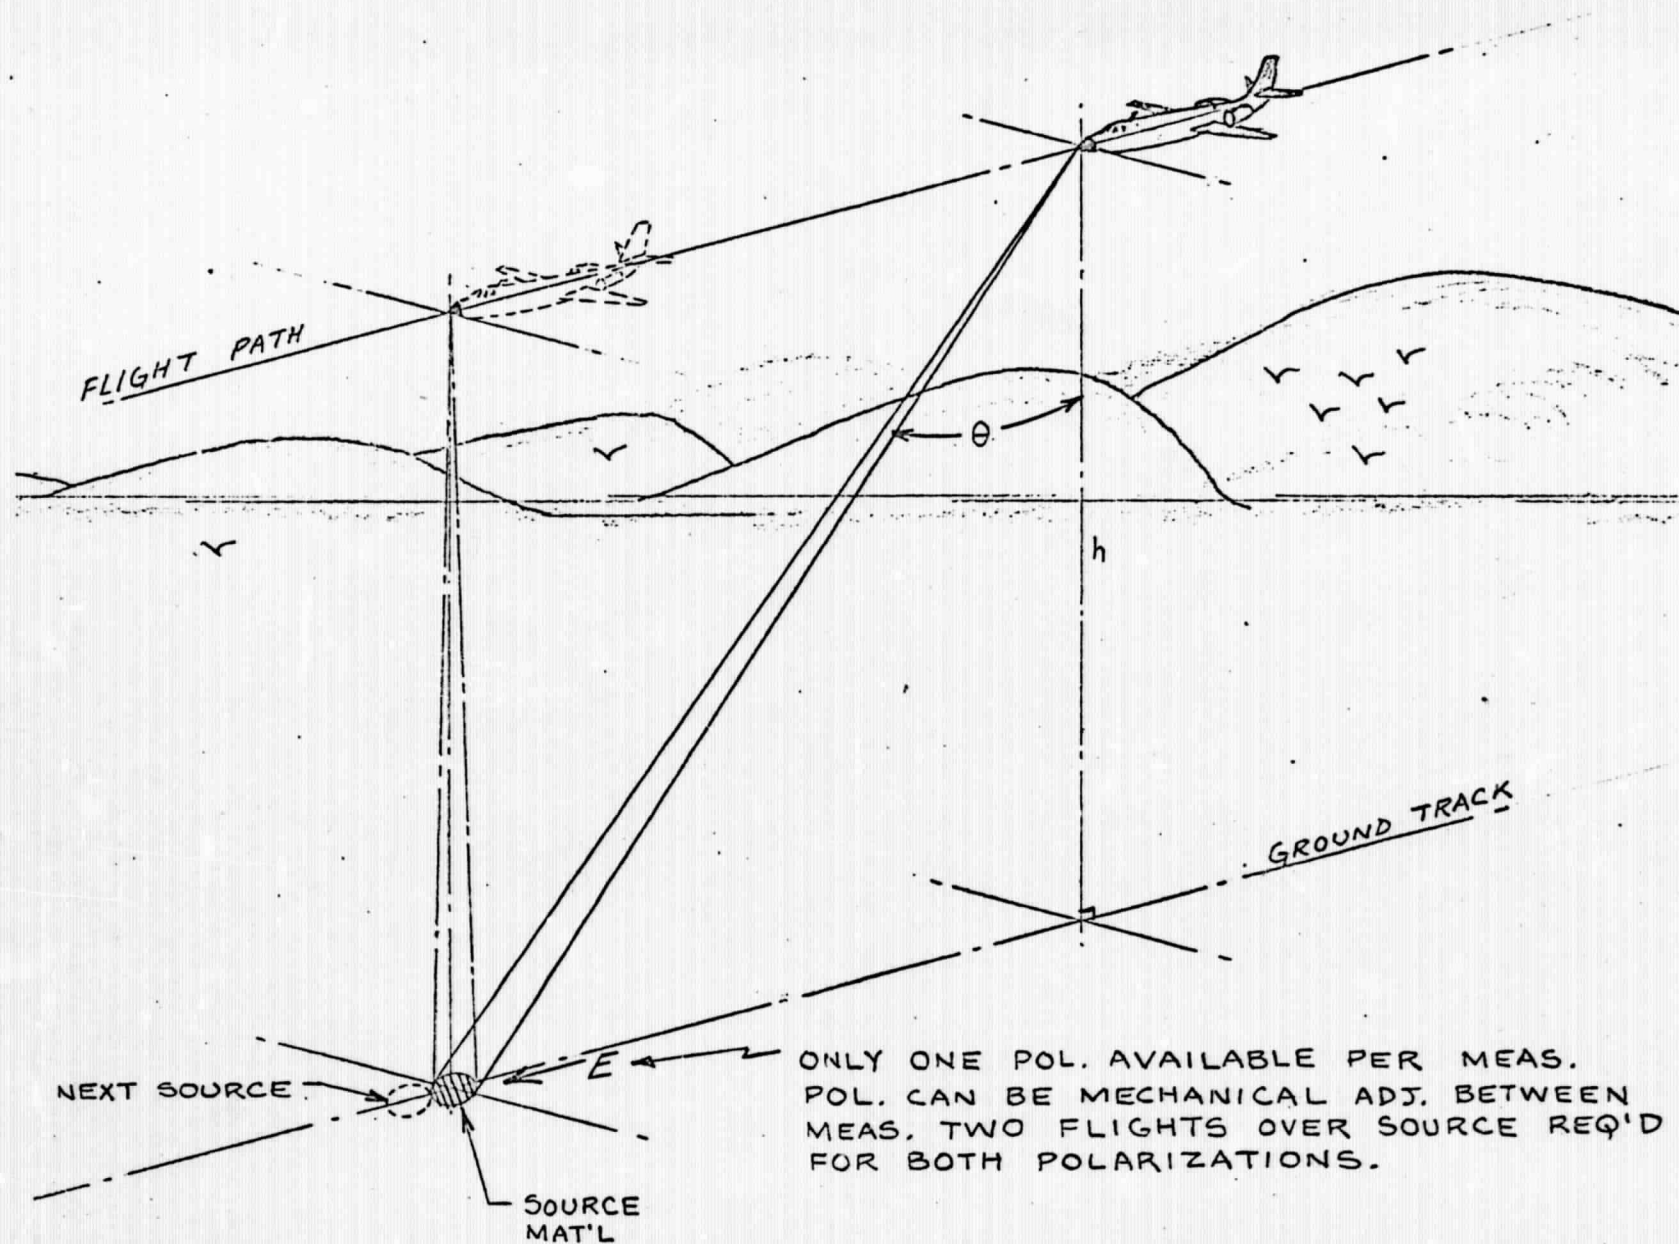 FLIGHT PATH
θ
h
GROUND TRACK
E
ONLY ONE POL. AVAILABLE PER MEAS.
POL. CAN BE MECHANICAL ADJ. BETWEEN
MEAS. TWO FLIGHTS OVER SOURCE REQ'D
FOR BOTH POLARIZATIONS.
NEXT SOURCE
SOURCE
MAT'L